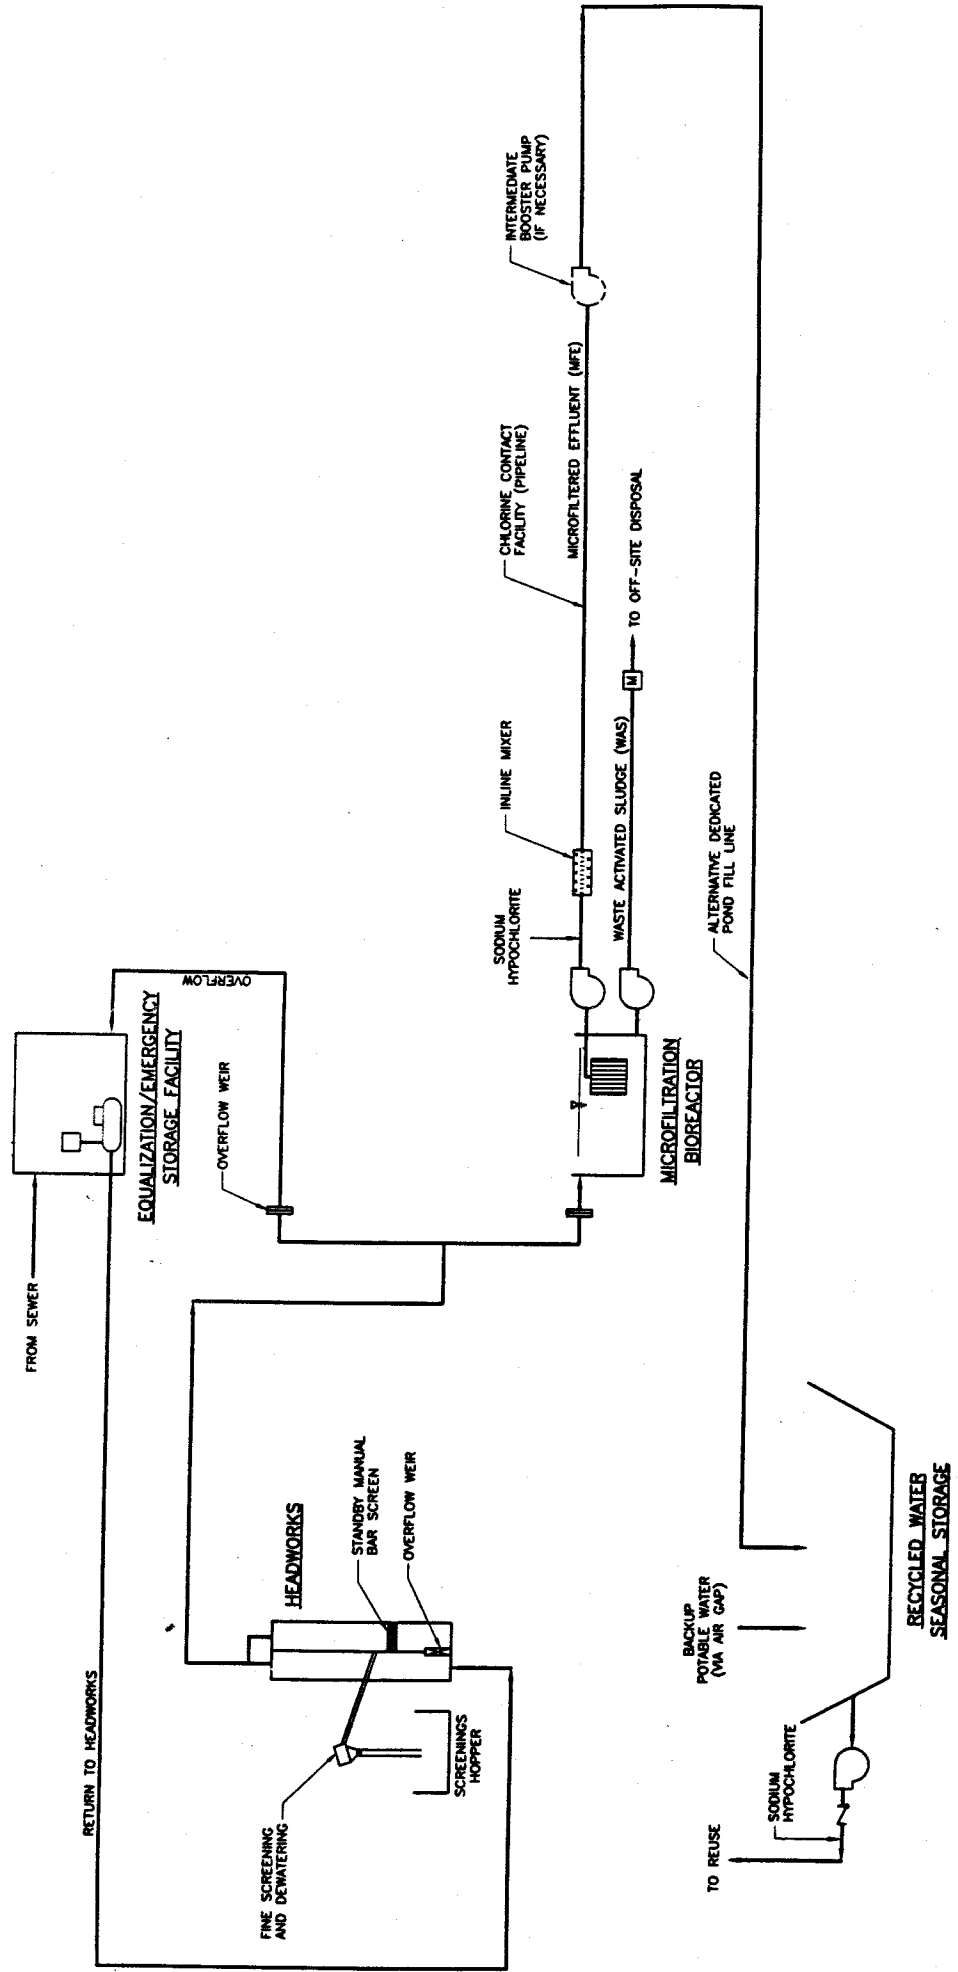 FROM SEWER
EQUALIZATION/EMERGENCY
STORAGE FACILITY
OVERFLOW
OVERFLOW WEIR
RETURN TO HEADWORKS
HEADWORKS
STANDBY MANUAL
BAR SCREEN
OVERFLOW WEIR
FINE SCREENING
AND DEWATERING
SCREENINGS
HOPPER
MICROFILTRATION
BIOREACTOR
SODIUM
HYPOCHLORITE
INLINE MIXER
CHLORINE CONTACT
FACILITY (PIPELINE)
MICROFILTERED EFFLUENT (MFE)
INTERMEDIATE
BOOSTER PUMP
(IF NECESSARY)
WASTE ACTIVATED SLUDGE (WAS)
M
TO OFF-SITE DISPOSAL
ALTERNATIVE DEDICATED
POND FILL LINE
BACKUP
POTABLE WATER
(VIA AIR GAP)
RECYCLED WATER
SEASONAL STORAGE
SODIUM
HYPOCHLORITE
TO REUSE